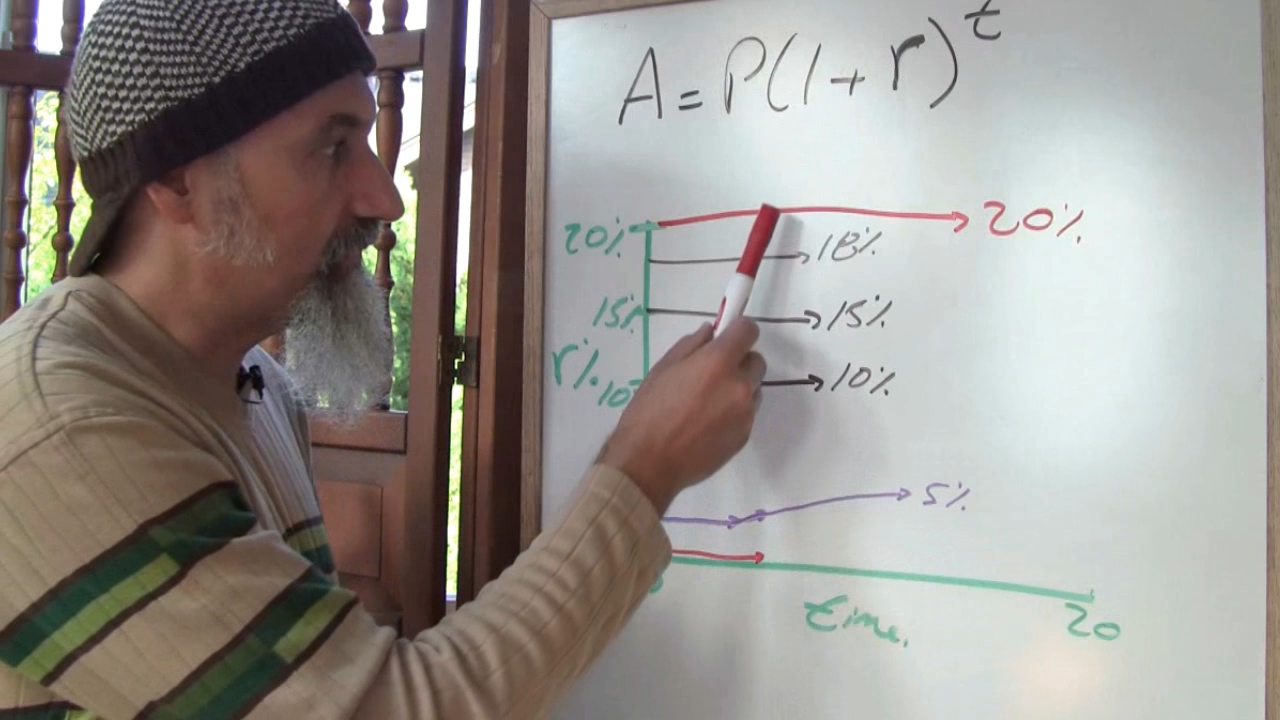 A = P(1+r)^t
20% 20%
18%
15% 15%
r% 10 10%
5%
time.
20